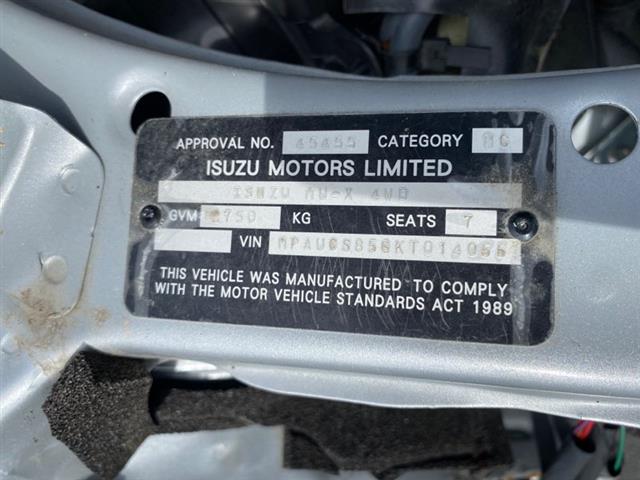 APPROVAL NO. 45455 CATEGORY MC
ISUZU MOTORS LIMITED
ISUZU MU-X 4WD
GVM 2750 KG SEATS 7
VIN MPAUCS85GKT014055
THIS VEHICLE WAS MANUFACTURED TO COMPLY
WITH THE MOTOR VEHICLE STANDARDS ACT 1989